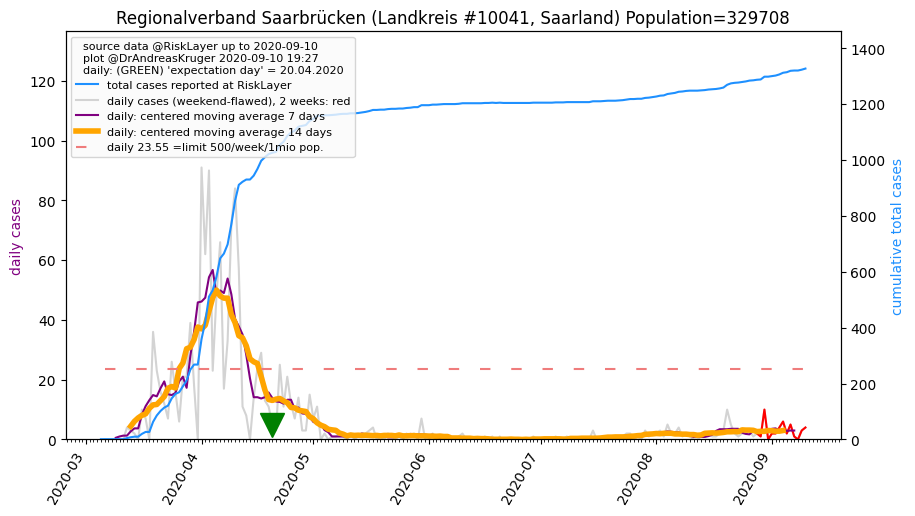 Regionalverband Saarbrücken (Landkreis #10041, Saarland) Population=329708
source data @RiskLayer up to 2020-09-10
plot @DrAndreasKruger 2020-09-10 19:27
daily: (GREEN) 'expectation day' = 20.04.2020
total cases reported at RiskLayer
daily cases (weekend-flawed), 2 weeks: red
daily: centered moving average 7 days
daily: centered moving average 14 days
daily 23.55 =limit 500/week/1mio pop.
daily cases
0
20
40
60
80
100
120
cumulative total cases
0
200
400
600
800
1000
1200
1400
2020-03
2020-04
2020-05
2020-06
2020-07
2020-08
2020-09